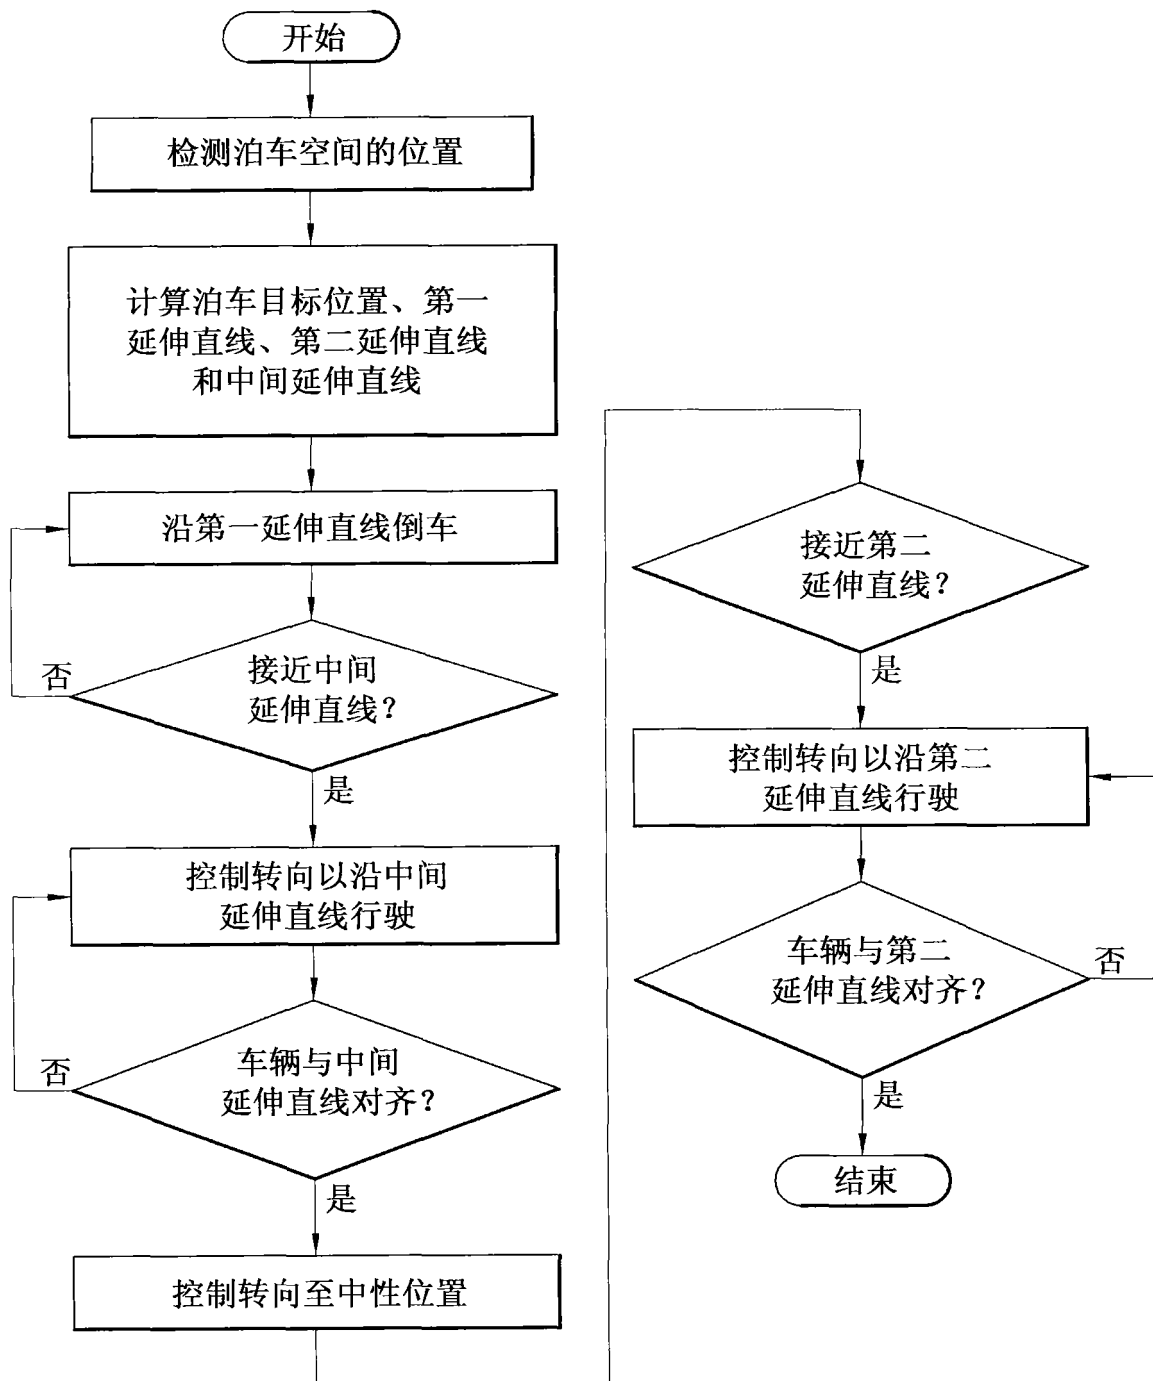 开始
检测泊车空间的位置
计算泊车目标位置、第一
延伸直线、第二延伸直线
和中间延伸直线
沿第一延伸直线倒车
接近中间
延伸直线？
否
是
控制转向以沿中间
延伸直线行驶
车辆与中间
延伸直线对齐？
否
是
控制转向至中性位置
接近第二
延伸直线？
是
控制转向以沿第二
延伸直线行驶
车辆与第二
延伸直线对齐？
否
是
结束